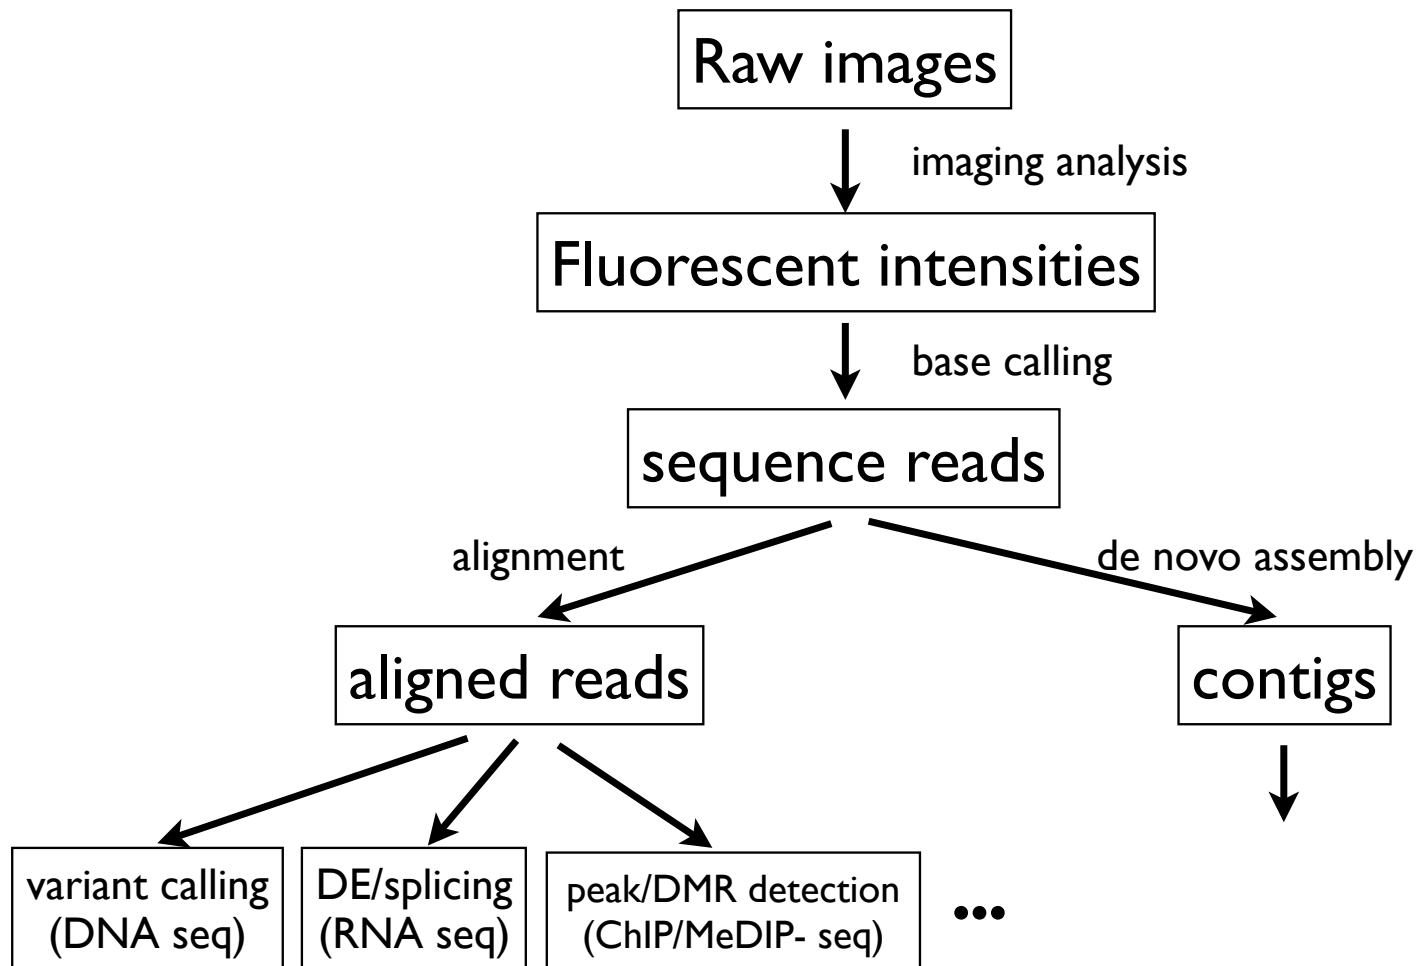 Raw images
imaging analysis
Fluorescent intensities
base calling
sequence reads
alignment
de novo assembly
aligned reads
contigs
variant calling
(DNA seq)
DE/splicing
(RNA seq)
peak/DMR detection
(ChIP/MeDIP- seq)
...